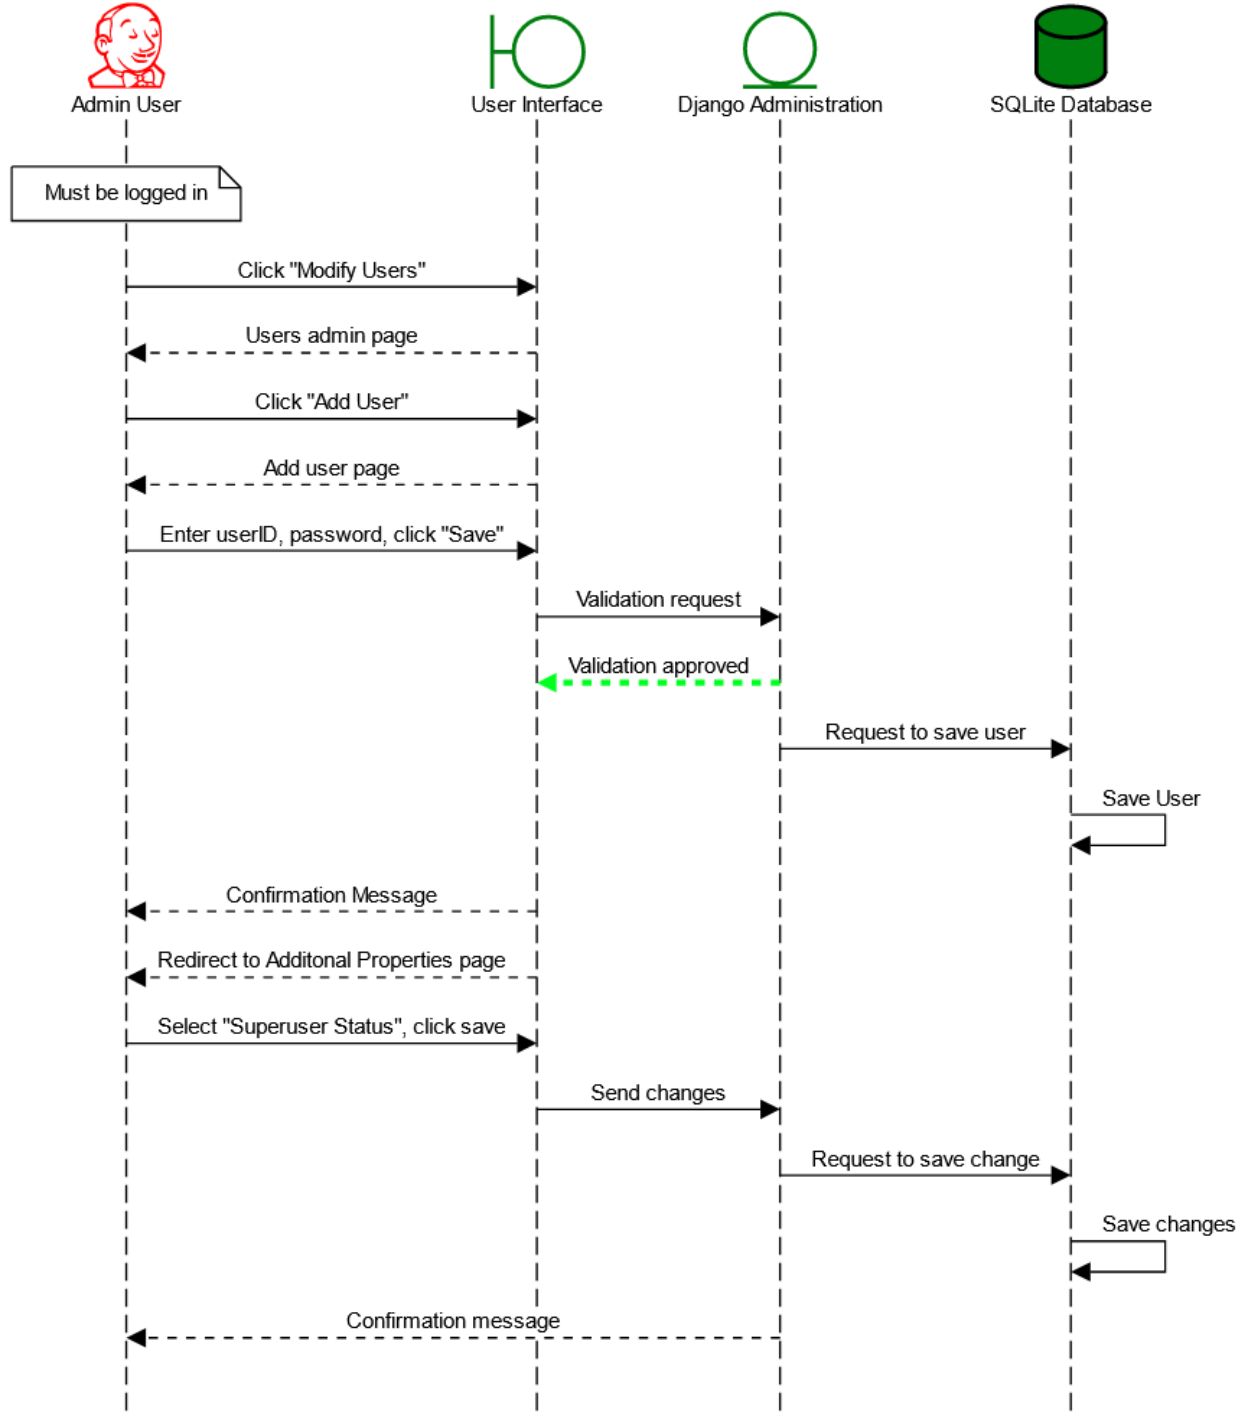 Admin User
User Interface
Django Administration
SQLite Database
Must be logged in
Click "Modify Users"
Users admin page
Click "Add User"
Add user page
Enter userID, password, click "Save"
Validation request
Validation approved
Request to save user
Save User
Confirmation Message
Redirect to Additonal Properties page
Select "Superuser Status", click save
Send changes
Request to save change
Save changes
Confirmation message